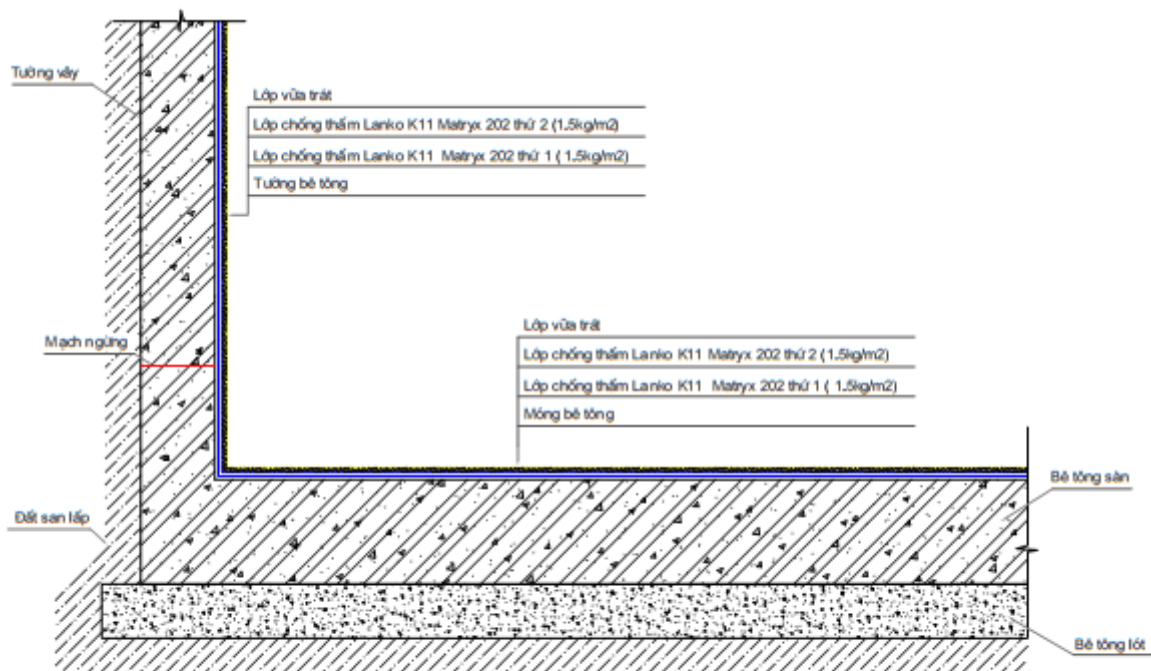 Tường vây
Lớp vữa trát
Lớp chống thấm Lanko K11 Matryx 202 thứ 2 (1.5kg/m2)
Lớp chống thấm Lanko K11 Matryx 202 thứ 1 ( 1.5kg/m2)
Tường bê tông
Mạch ngừng
Lớp vữa trát
Lớp chống thấm Lanko K11 Matryx 202 thứ 2 (1.5kg/m2)
Lớp chống thấm Lanko K11 Matryx 202 thứ 1 ( 1.5kg/m2)
Móng bê tông
Bê tông sàn
Đất san lấp
Bê tông lót